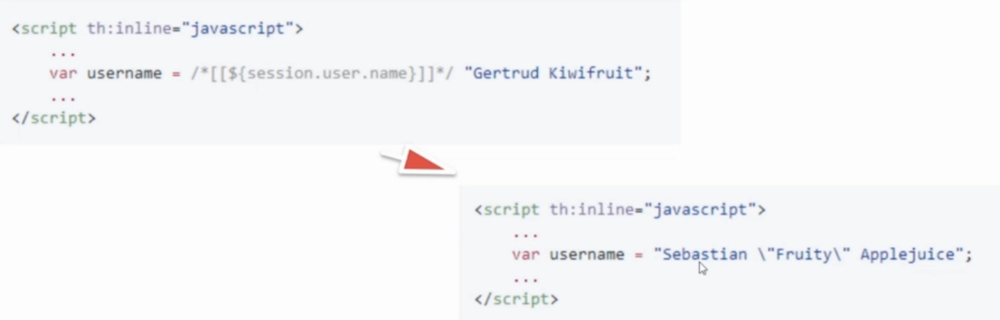 <script th:inline="javascript">
...
var username = /*[[${session.user.name}]]*/ "Gertrud Kiwifruit";
...
</script>
<script th:inline="javascript">
...
var username = "Sebastian \"Fruity\" Applejuice";
...
</script>